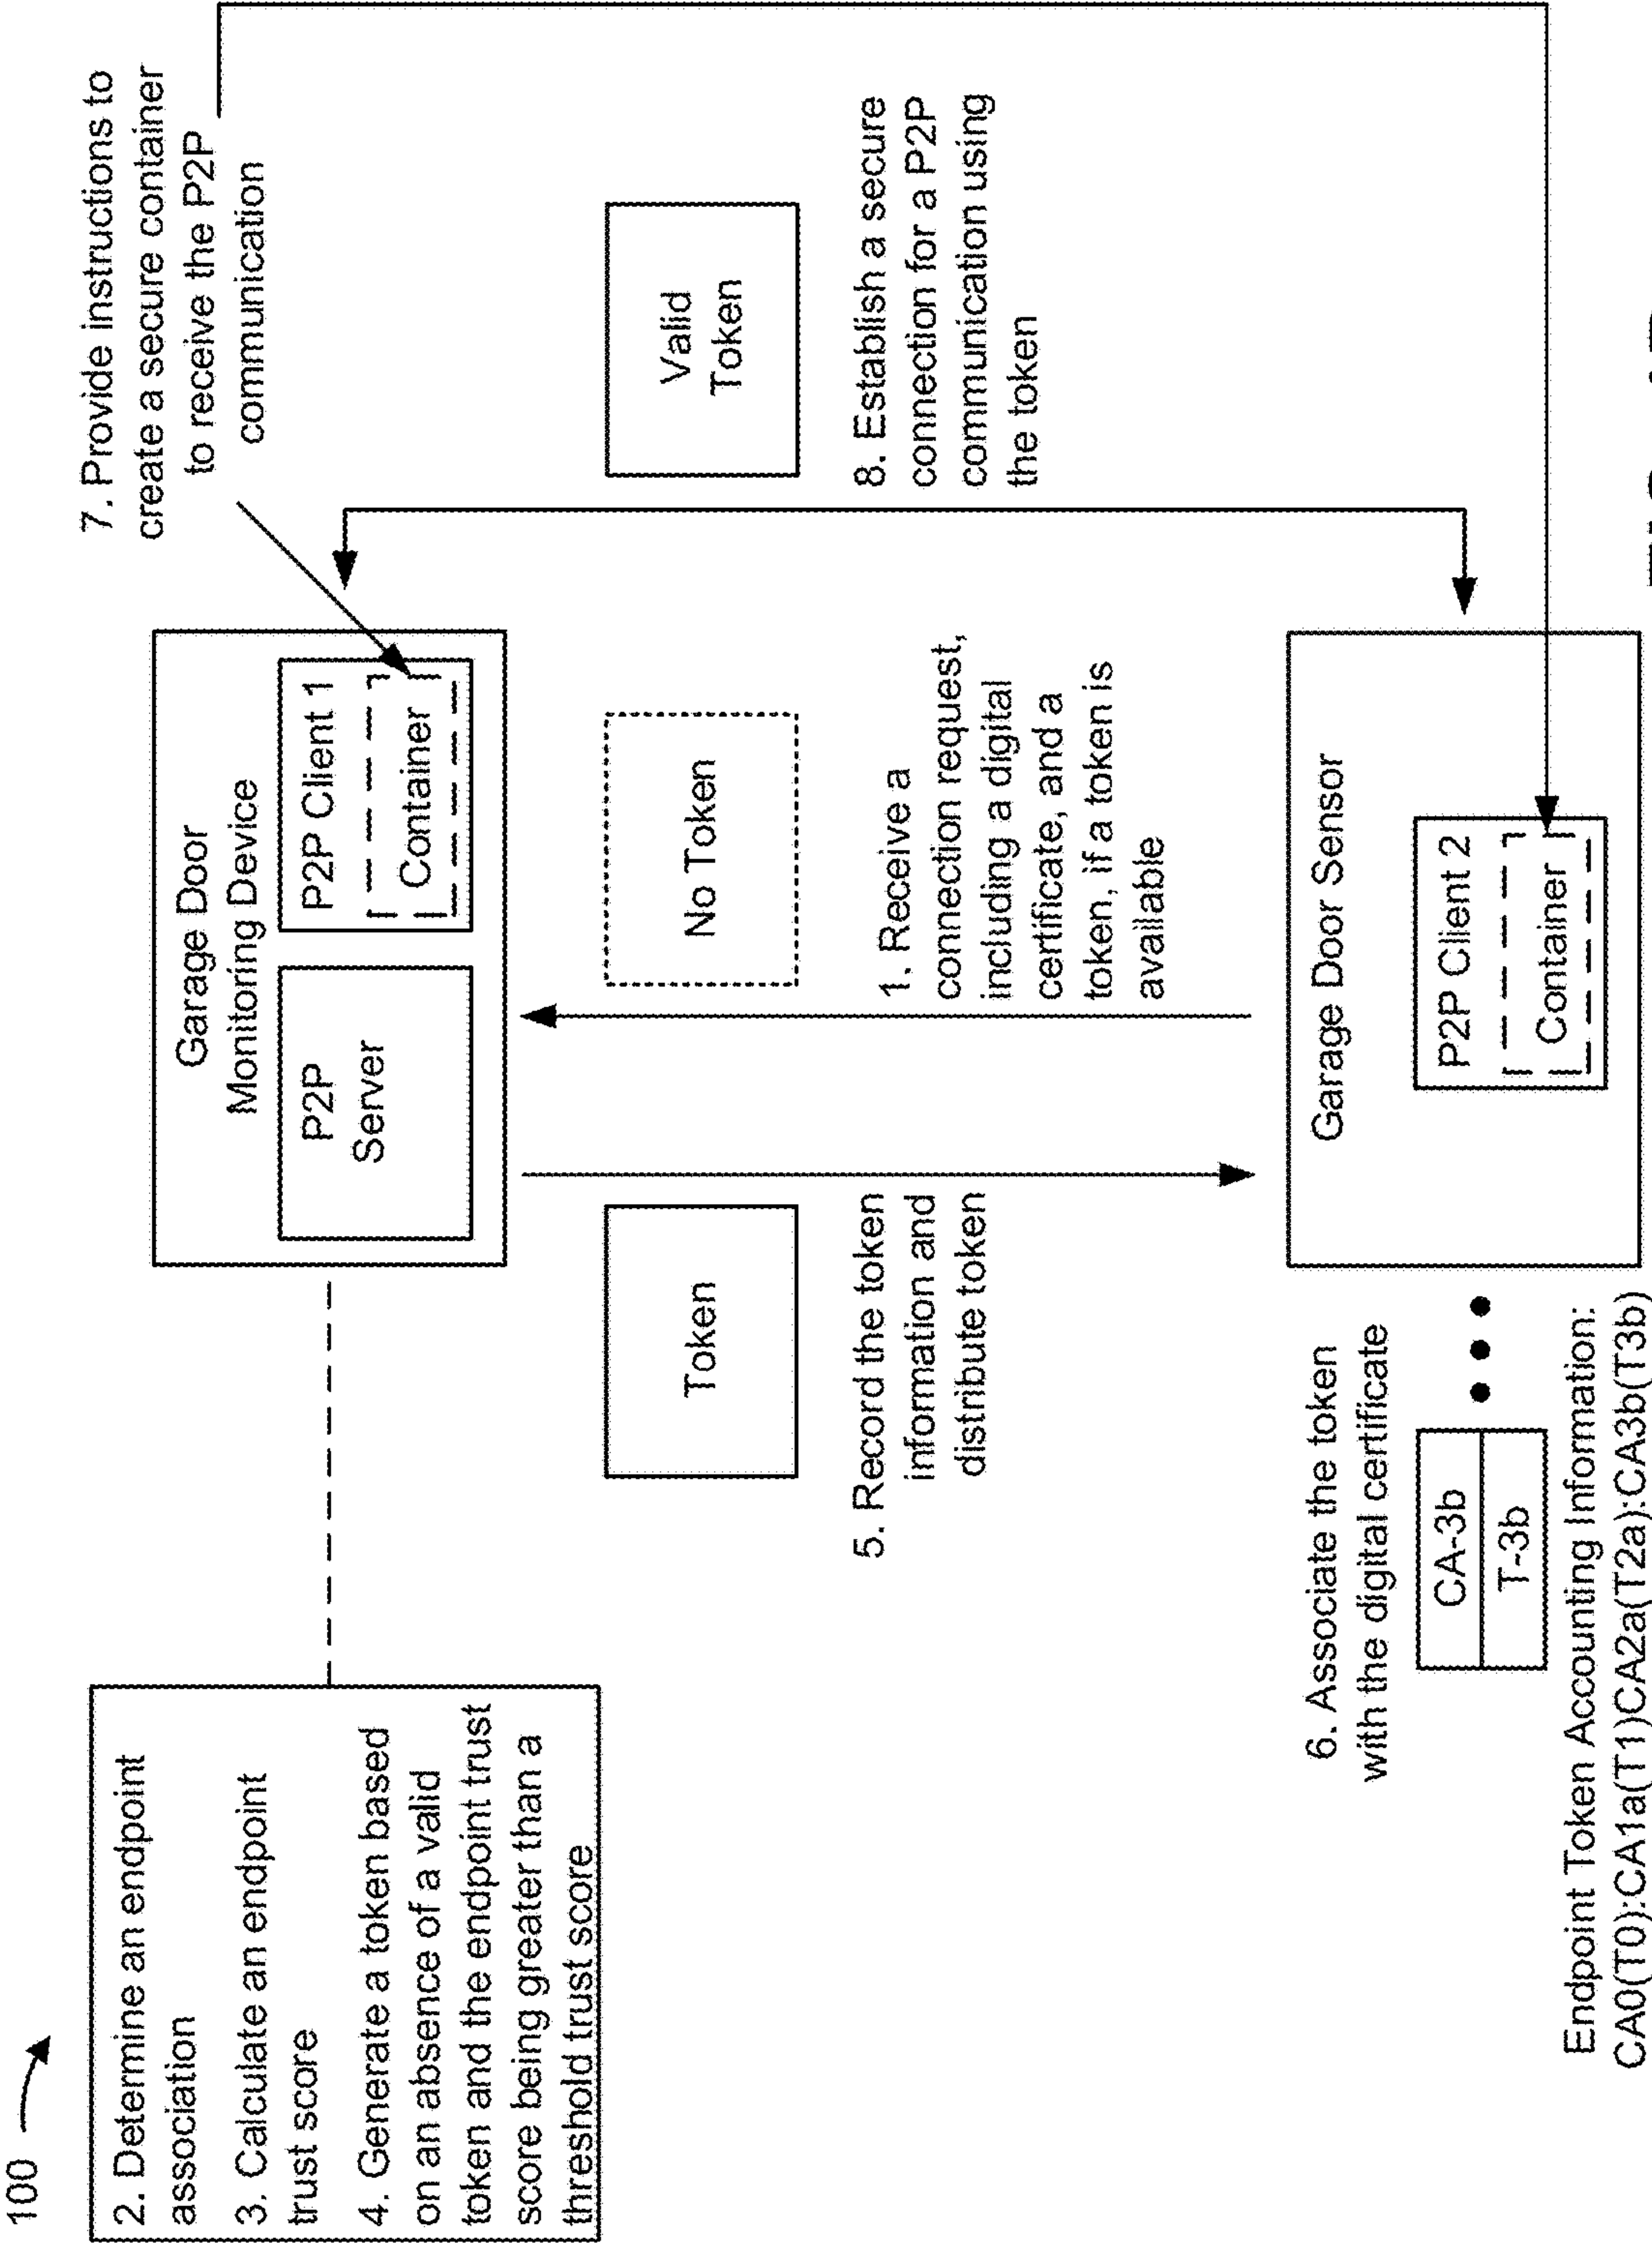 100
2. Determine an endpoint
association
3. Calculate an endpoint
trust score
4. Generate a token based
on an absence of a valid
token and the endpoint trust
score being greater than a
threshold trust score
Garage Door
Monitoring Device
P2P
Server
P2P Client 1
Container
7. Provide instructions to
create a secure container
to receive the P2P
communication
Token
5. Record the token
information and
distribute token
No Token
1. Receive a
connection request,
including a digital
certificate, and a
token, if a token is
available
Valid
Token
8. Establish a secure
connection for a P2P
communication using
the token
6. Associate the token
with the digital certificate
CA-3b
T-3b
Garage Door Sensor
P2P Client 2
Container
Endpoint Token Accounting Information:
CA0(T0):CA1a(T1)CA2a(T2a):CA3b(T3b)